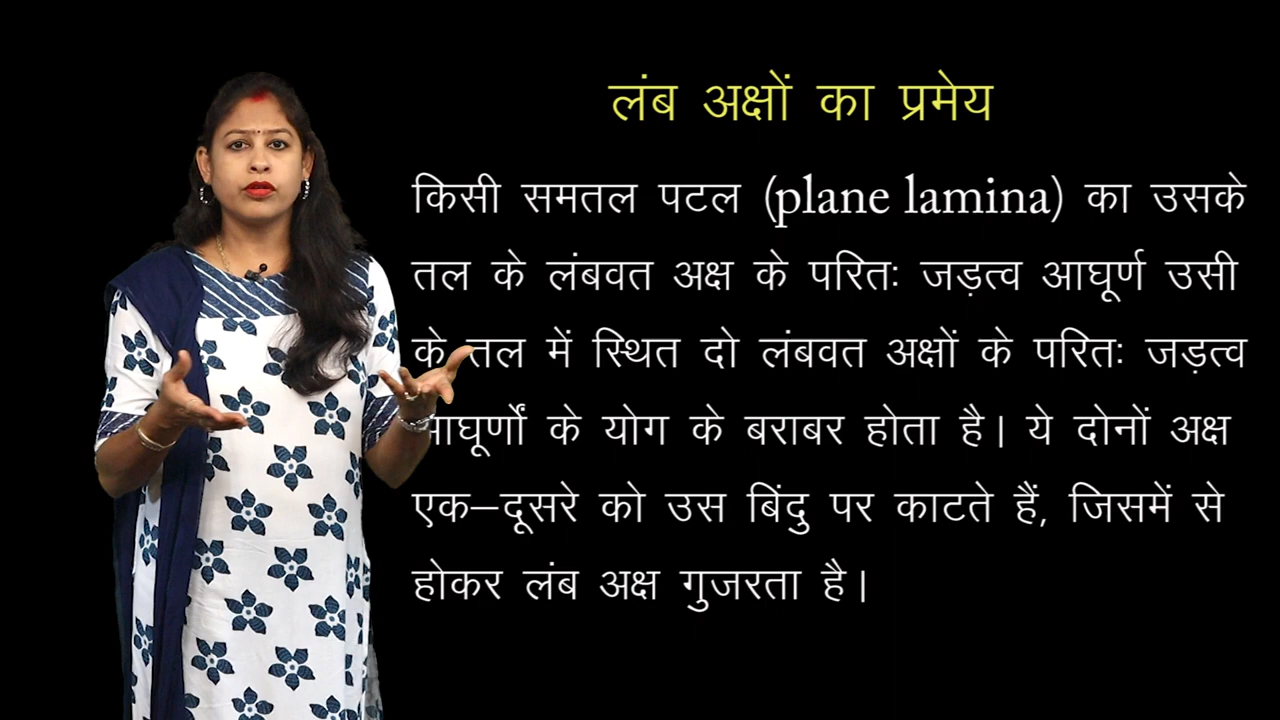 लंब अक्षों का प्रमेय
किसी समतल पटल (plane lamina) का उसके
तल के लंबवत अक्ष के परितः जड़त्व आघूर्ण उसी
के तल में स्थित दो लंबवत अक्षों के परितः जड़त्व
आघूर्णों के योग के बराबर होता है। ये दोनों अक्ष
एक–दूसरे को उस बिंदु पर काटते हैं, जिसमें से
होकर लंब अक्ष गुजरता है।